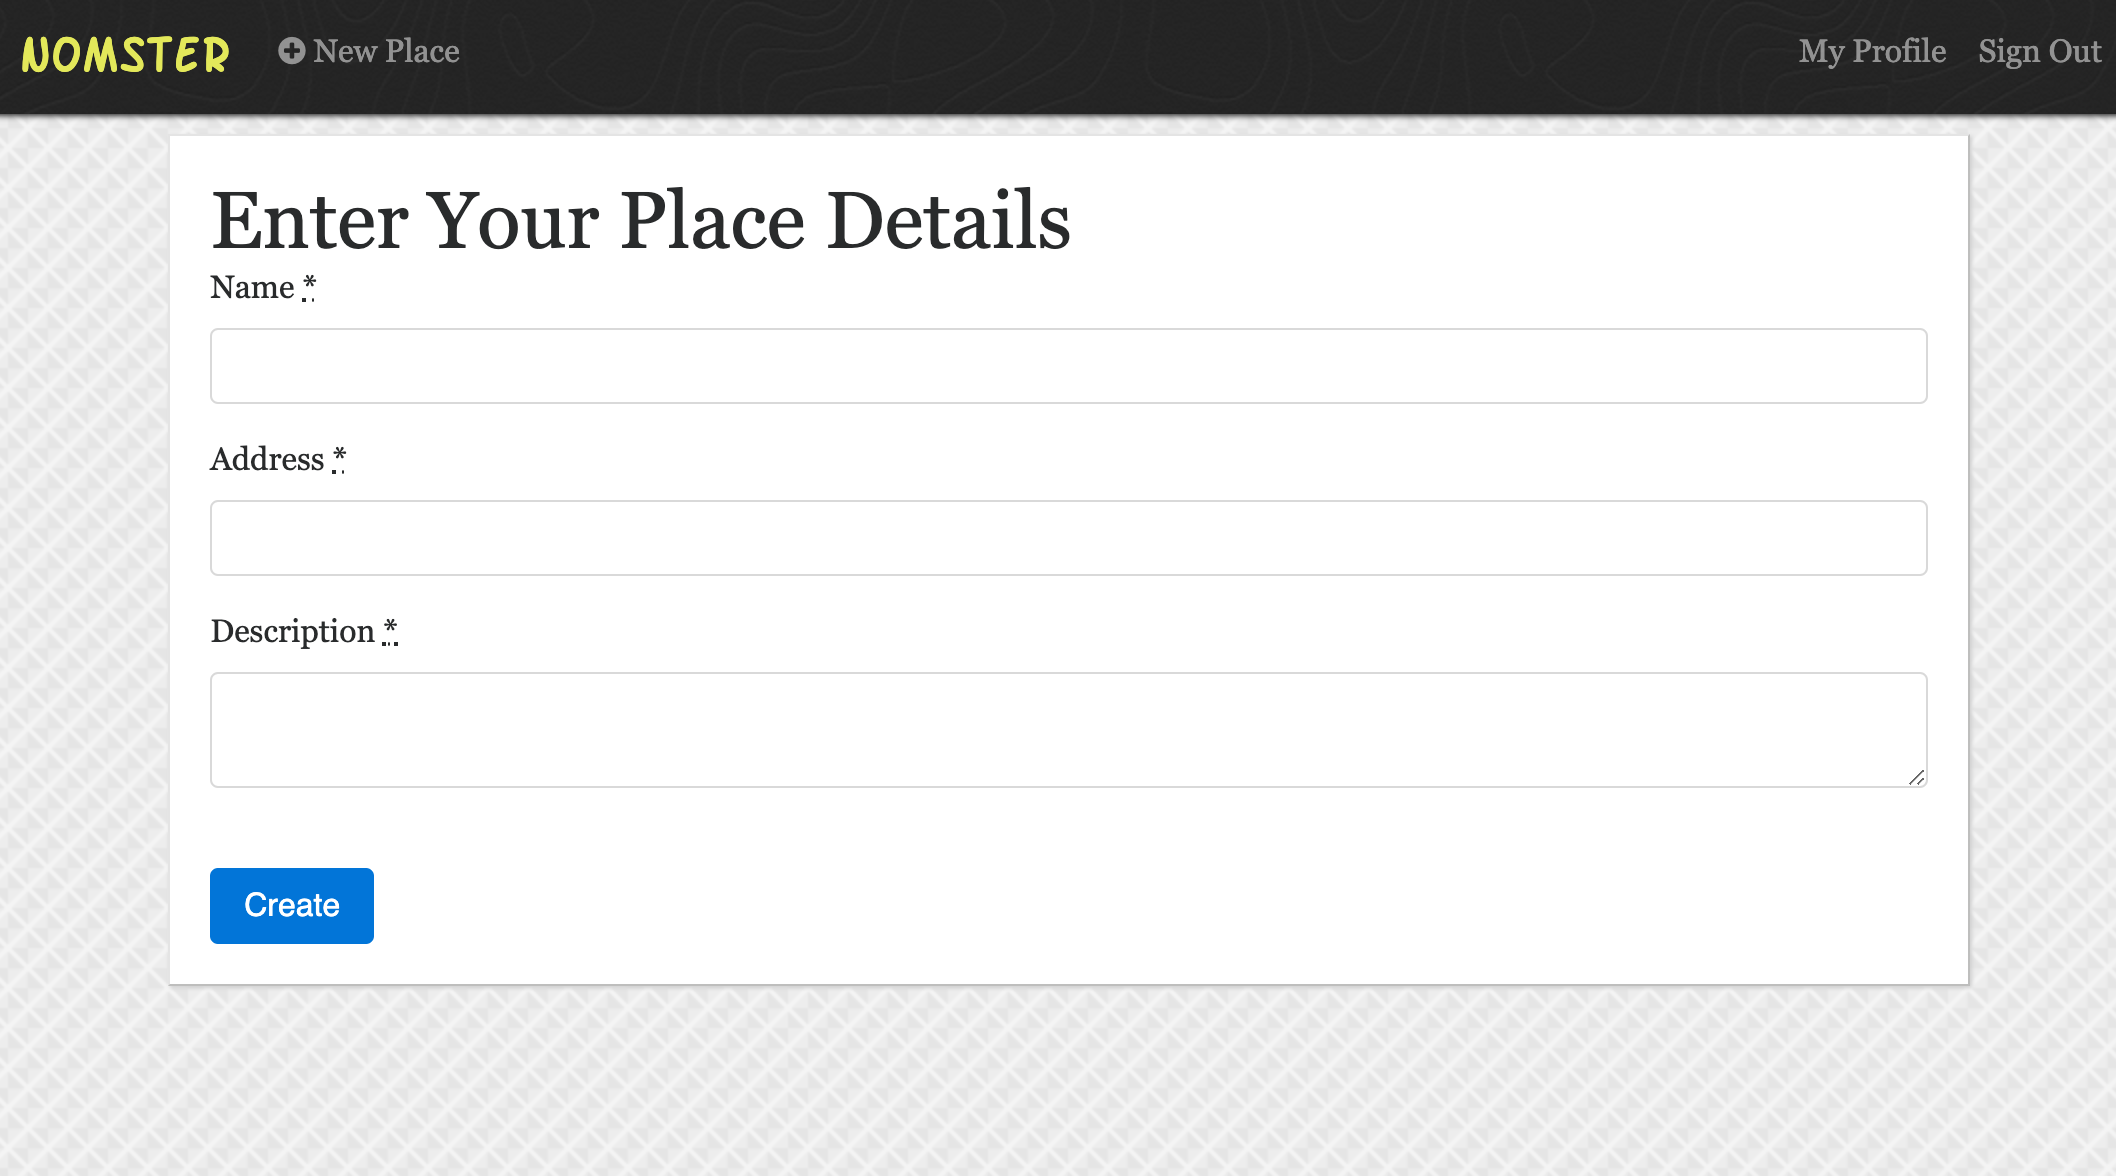 NOMSTER New Place My Profile Sign Out
Enter Your Place Details
Name *
Address *
Description *
Create